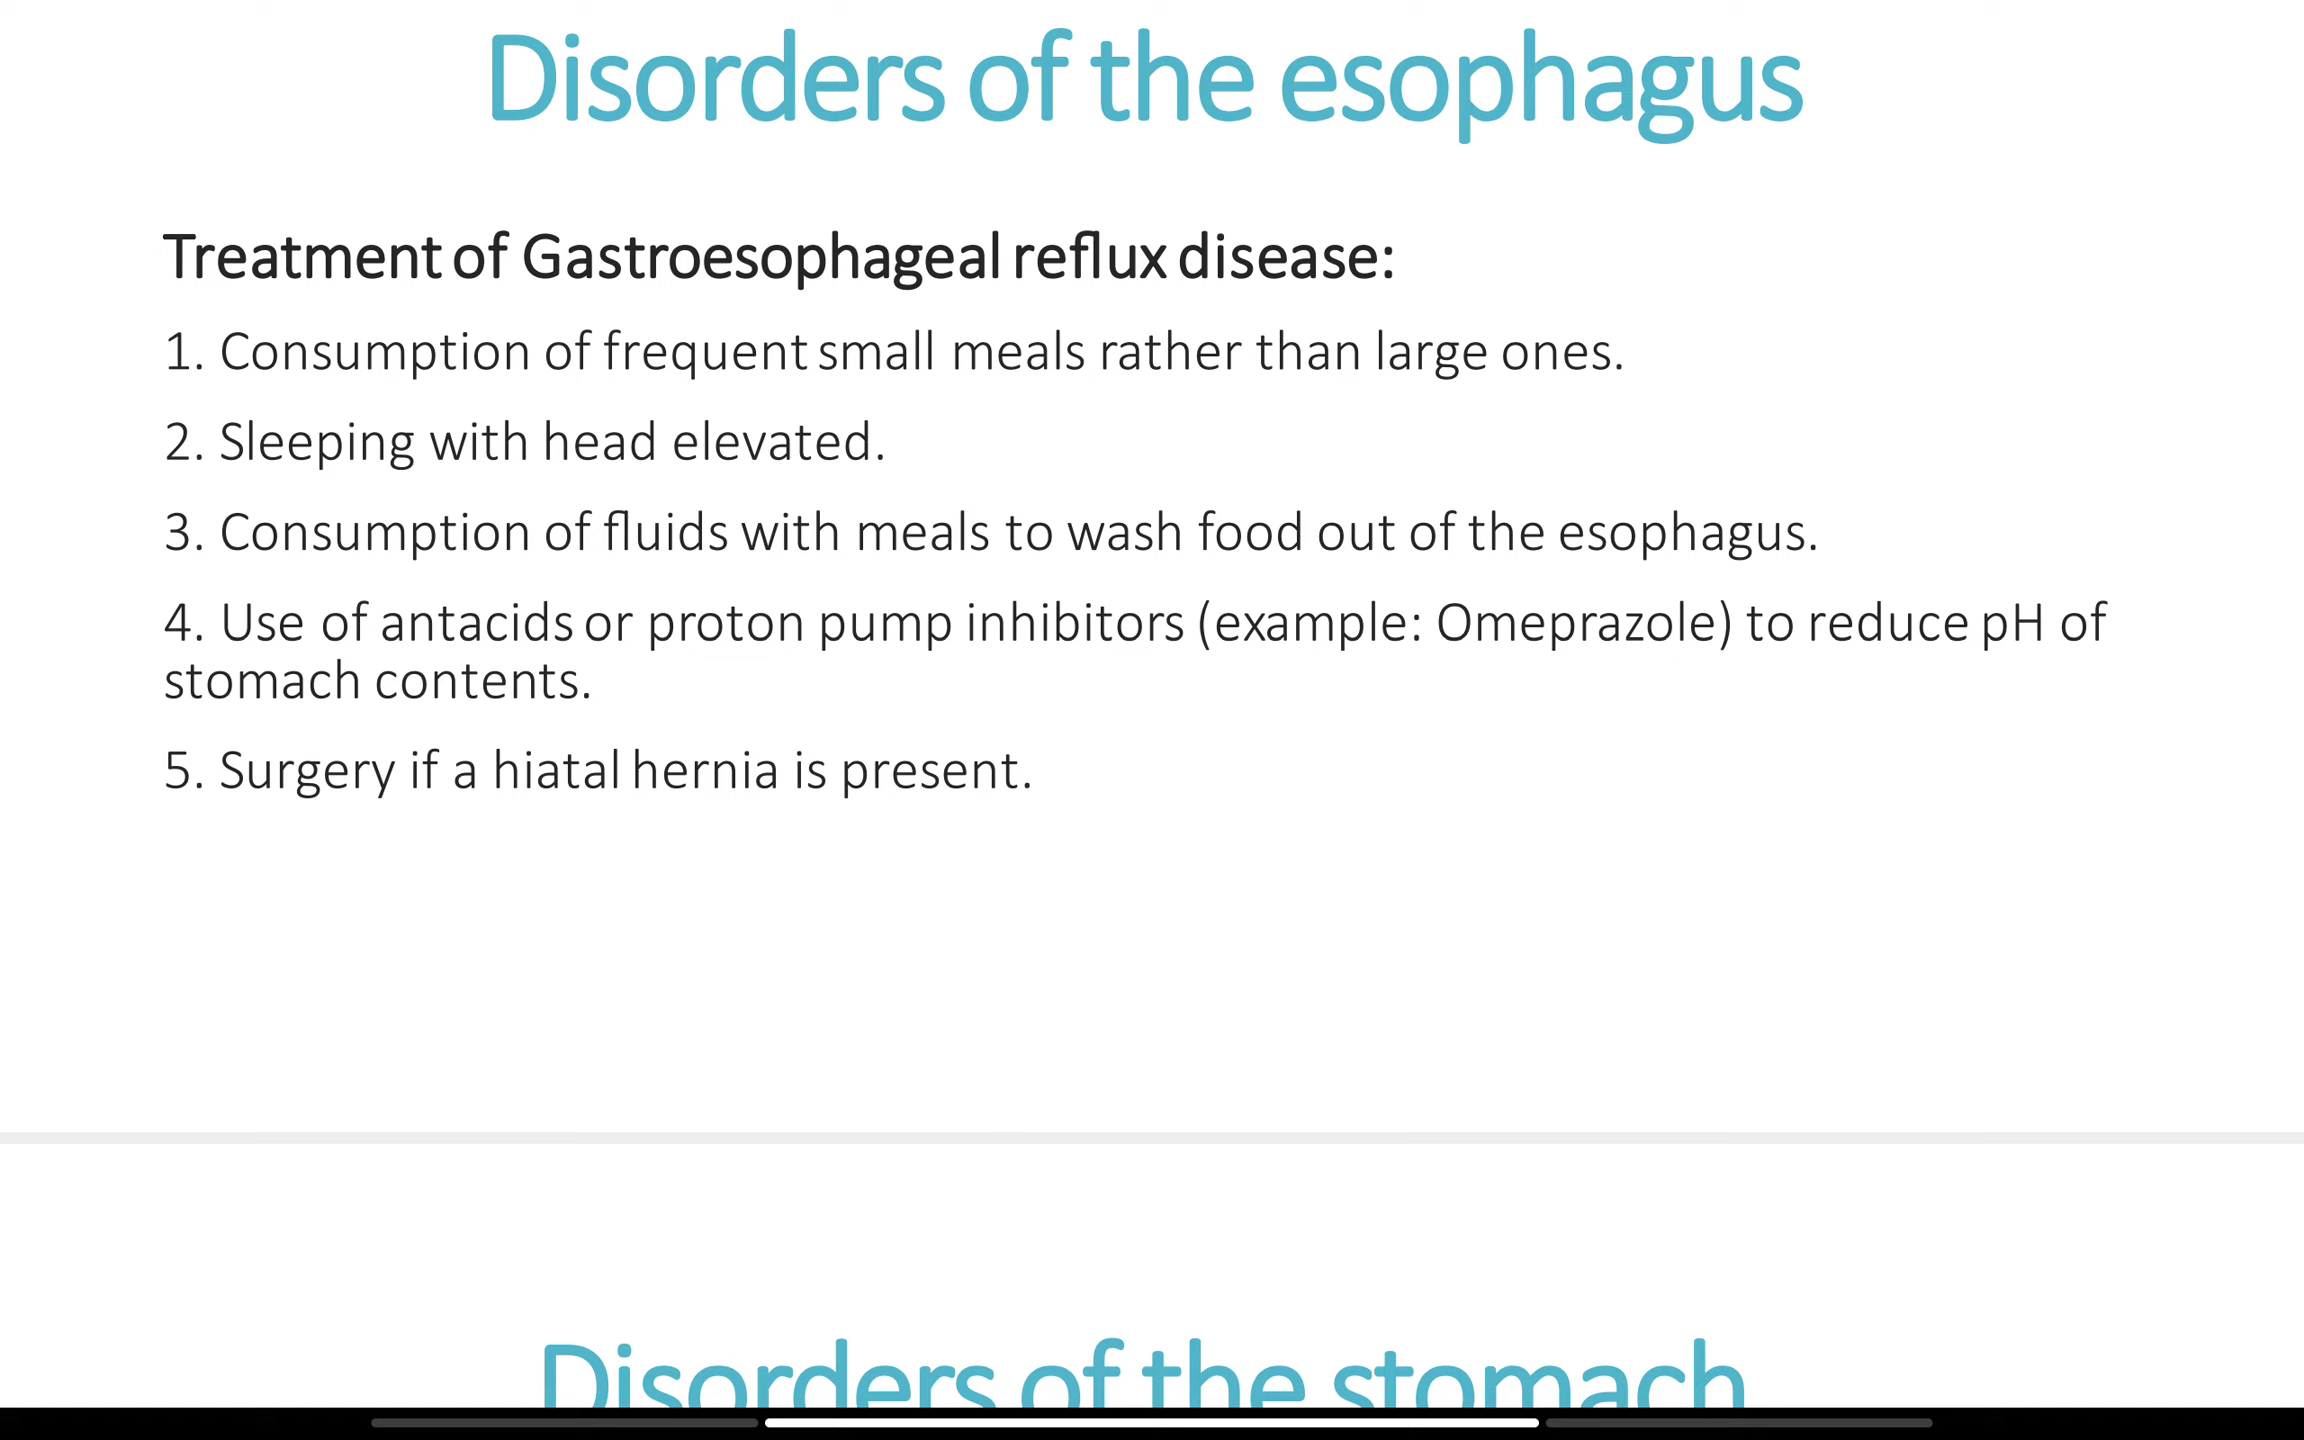 Disorders of the esophagus
Treatment of Gastroesophageal reflux disease:
1. Consumption of frequent small meals rather than large ones.
2. Sleeping with head elevated.
3. Consumption of fluids with meals to wash food out of the esophagus.
4. Use of antacids or proton pump inhibitors (example: Omeprazole) to reduce pH of
stomach contents.
5. Surgery if a hiatal hernia is present.
Disorders of the stomach